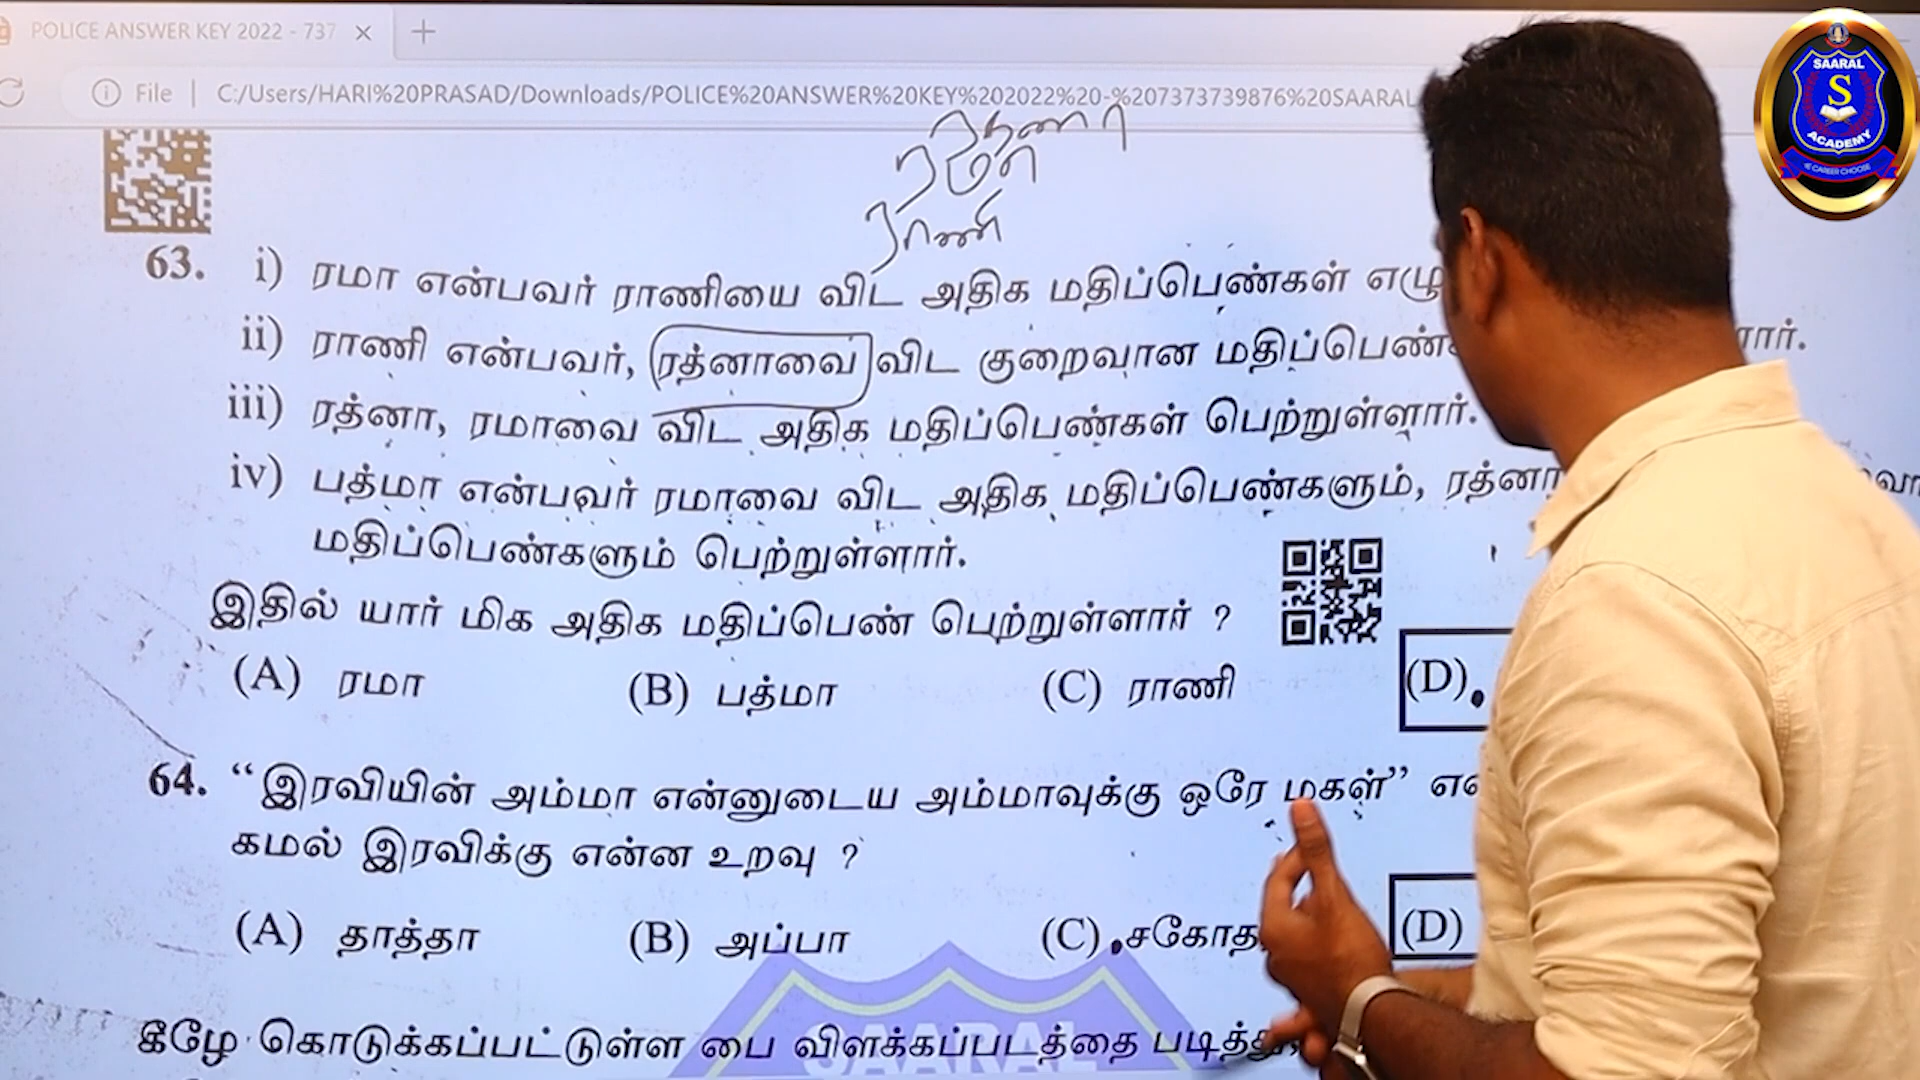 POLICE ANSWER KEY 2022 - 737
File | C:/Users/HARI%20PRASAD/Downloads/POLICE%20ANSWER%20KEY%202022%20-%207373739876%20SAARAL
SAARAL
S
ACADEMY
ரத்னா
ரமா
ராணி
63. i) ரமா என்பவர் ராணியை விட அதிக மதிப்பெண்கள்
ii) ராணி என்பவர், ரத்னாவை விட குறைவான
iii) ரத்னா, ரமாவை விட அதிக மதிப்பெண்கள் பெற்றுள்ளார்.
iv) பத்மா என்பவர் ரமாவை விட அதிக மதிப்பெண்களும்,
மதிப்பெண்களும் பெற்றுள்ளார்.
இதில் யார் மிக அதிக மதிப்பெண் பெற்றுள்ளார் ?
(A) ரமா (B) பத்மா (C) ராணி (D)
64. “இரவியின் அம்மா என்னுடைய அம்மாவுக்கு ஒரே மகள்”
கமல் இரவிக்கு என்ன உறவு ?
(A) தாத்தா (B) அப்பா (C) (D)
கீழே கொடுக்கப்பட்டுள்ள பை விளக்கப்படத்தை
SAARAL